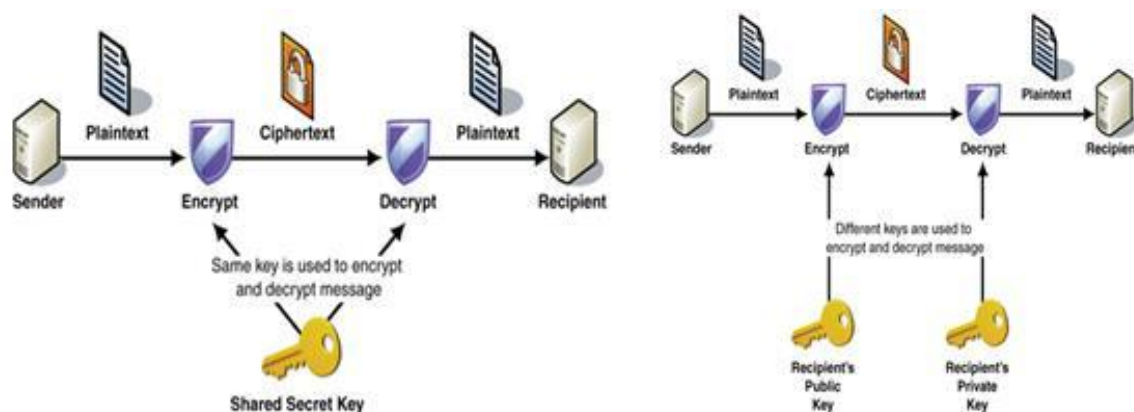 Plaintext
Ciphertext
Plaintext
Sender
Encrypt
Decrypt
Recipient
Same key is used to encrypt
and decrypt message
Shared Secret Key
Plaintext
Ciphertext
Plaintext
Sender
Encrypt
Decrypt
Recipien
Different keys are used to
encrypt and decrypt message
Recipient's
Public
Key
Recipient's
Private
Key